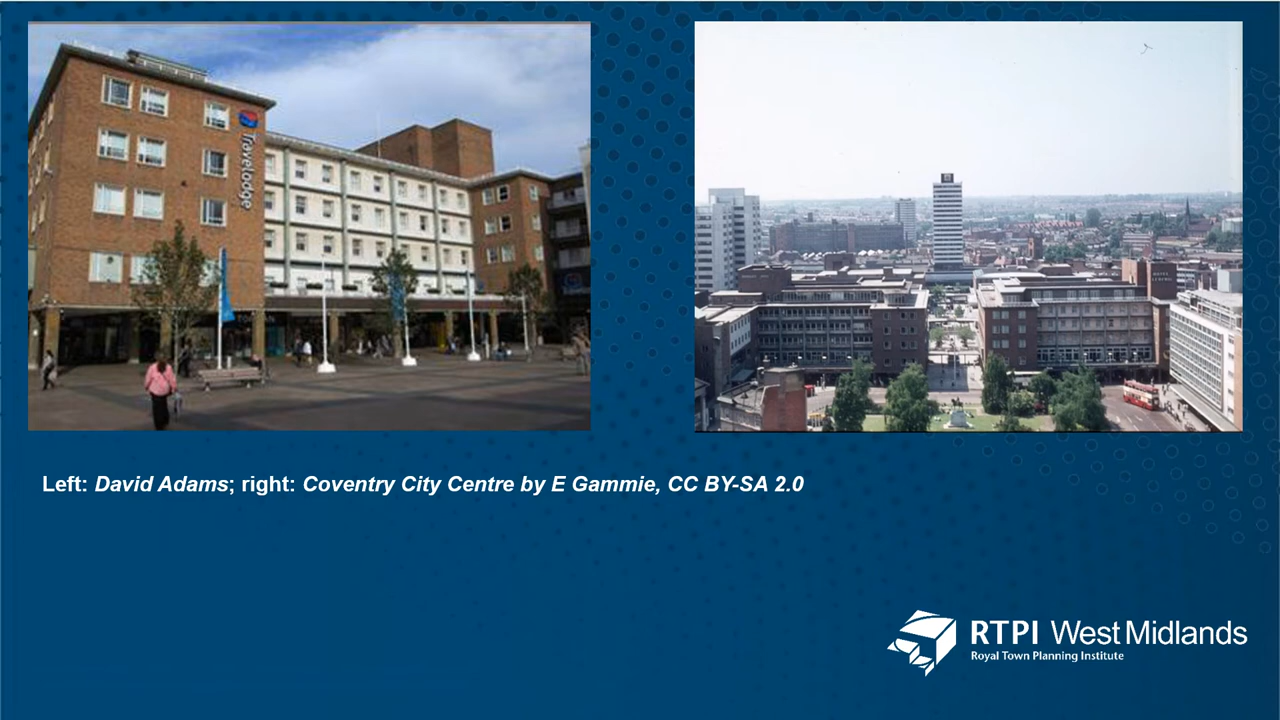 Travelodge
HOTEL
Left: David Adams; right: Coventry City Centre by E Gammie, CC BY-SA 2.0
RTPI West Midlands
Royal Town Planning Institute